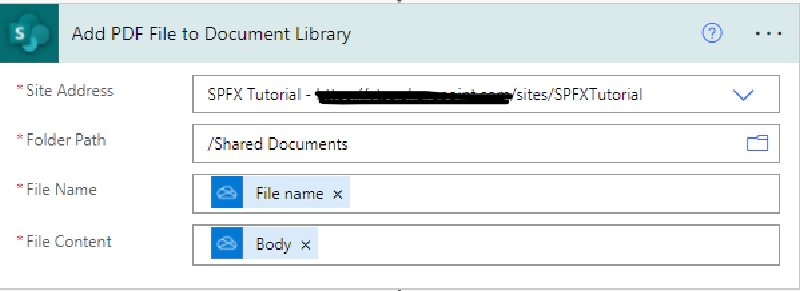 S
Add PDF File to Document Library
? ...
* Site Address
SPFX Tutorial - /sites/SPFXTutorial
* Folder Path
/Shared Documents
* File Name
File name ×
* File Content
Body ×